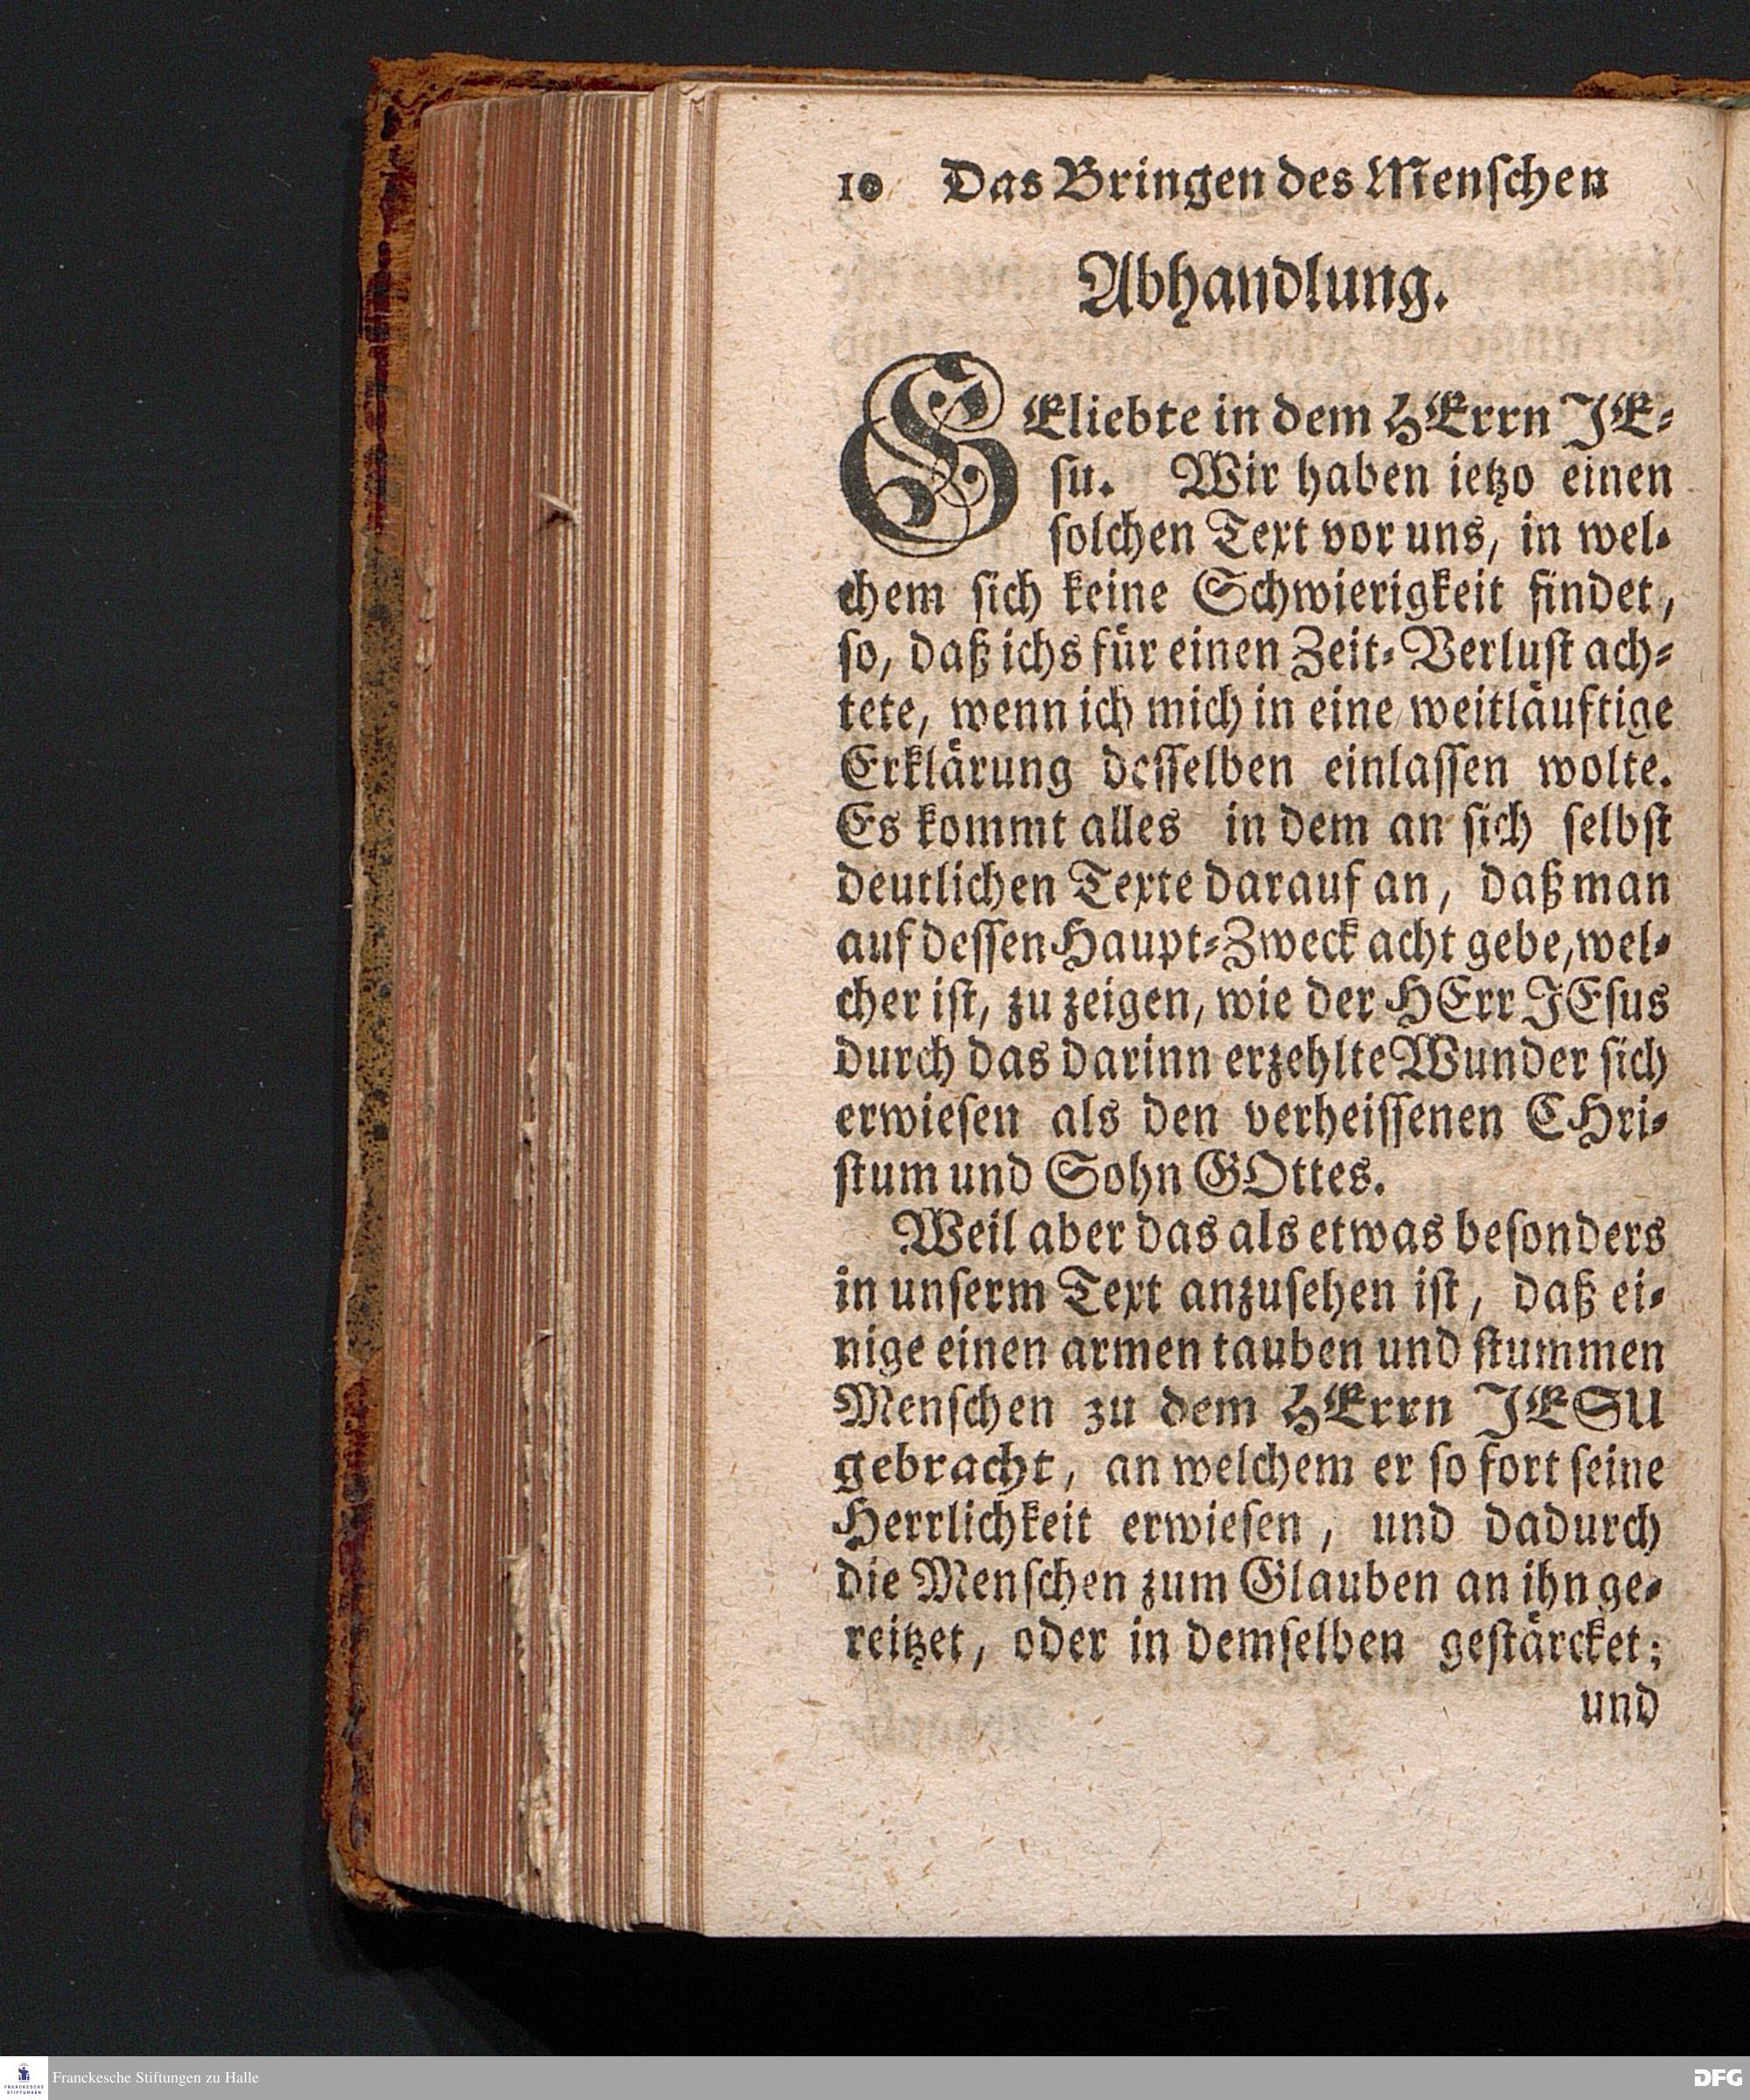 10 Das Bringen des Menſchen
Abhandlung.
GEliebte in dem HErrn JE-
ſu. Wir haben ietzo einen
ſolchen Text vor uns, in wel-
chem ſich keine Schwierigkeit findet,
ſo, daß ichs für einen Zeit-Verluſt ach-
tete, wenn ich mich in eine weitläuftige
Erklärung deſſelben einlaſſen wolte.
Es kommt alles in dem an ſich ſelbſt
deutlichen Texte darauf an, daß man
auf deſſen Haupt-Zweck acht gebe, wel-
cher iſt, zu zeigen, wie der HErr JEſus
durch das darinn erzehlte Wunder ſich
erwieſen als den verheiſſenen CHri-
ſtum und Sohn GOttes.
Weil aber das als etwas beſonders
in unſerm Text anzuſehen iſt, daß ei-
nige einen armen tauben und ſtummen
Menſchen zu dem HErrn JESU
gebracht, an welchem er ſo fort ſeine
Herrlichkeit erwieſen, und dadurch
die Menſchen zum Glauben an ihn ge-
reitzet, oder in demſelben geſtärcket;
und
FRANCKESCHE
STIFTUNGEN
Franckesche Stiftungen zu Halle
DFG